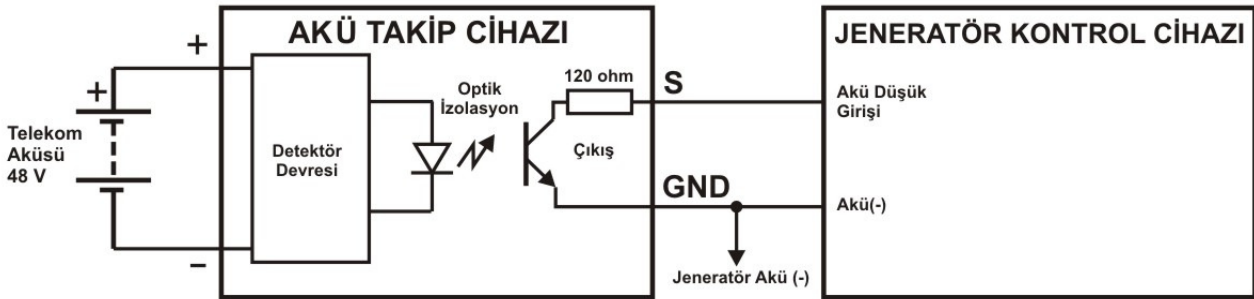 AKÜ TAKİP CİHAZI
JENERATÖR KONTROL CİHAZI
+
+
Telekom
Aküsü
48 V
–
Detektör
Devresi
Optik
İzolasyon
120 ohm
Çıkış
S
GND
Jeneratör Akü (-)
Akü Düşük
Girişi
Akü(-)